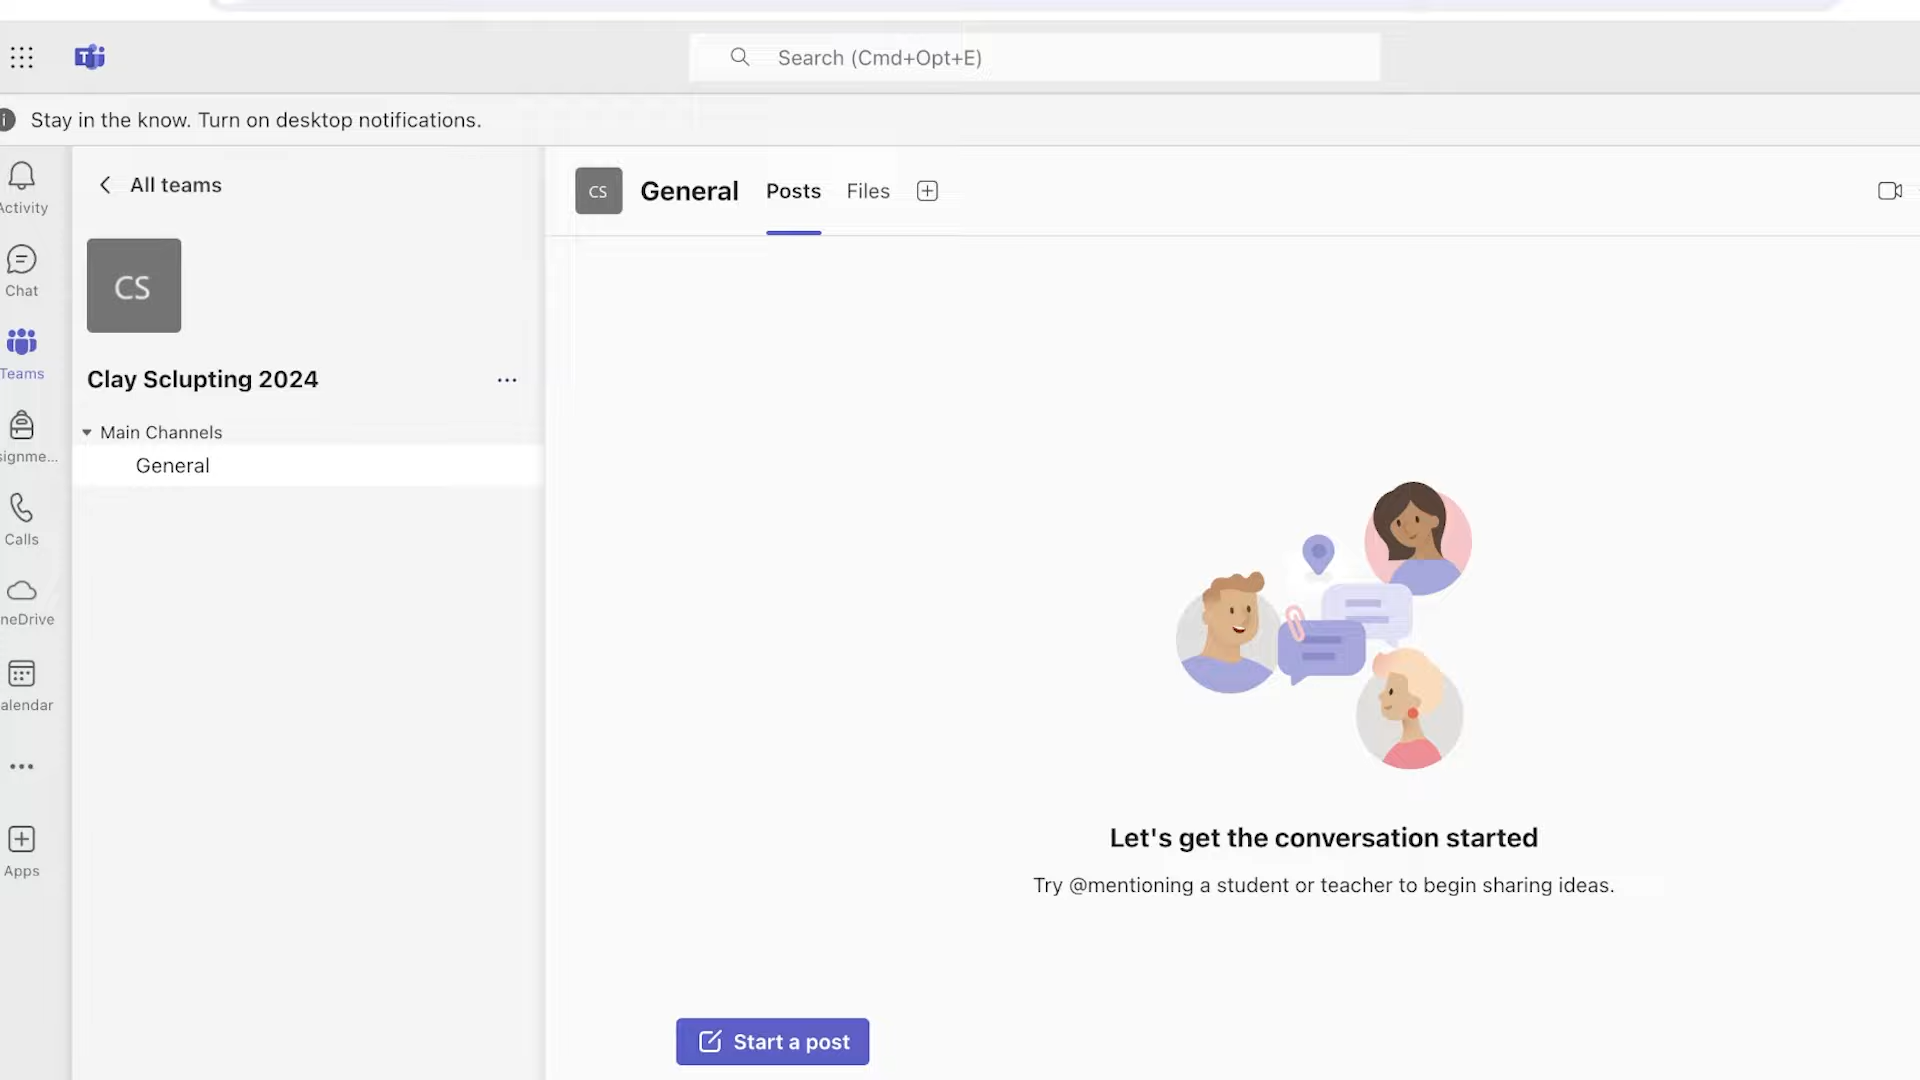 Search (Cmd+Opt+E)
Stay in the know. Turn on desktop notifications.
Activity
Chat
Teams
signme...
Calls
neDrive
alendar
Apps
All teams
CS
Clay Sclupting 2024
Main Channels
General
CS
General
Posts
Files
Let's get the conversation started
Try @mentioning a student or teacher to begin sharing ideas.
Start a post